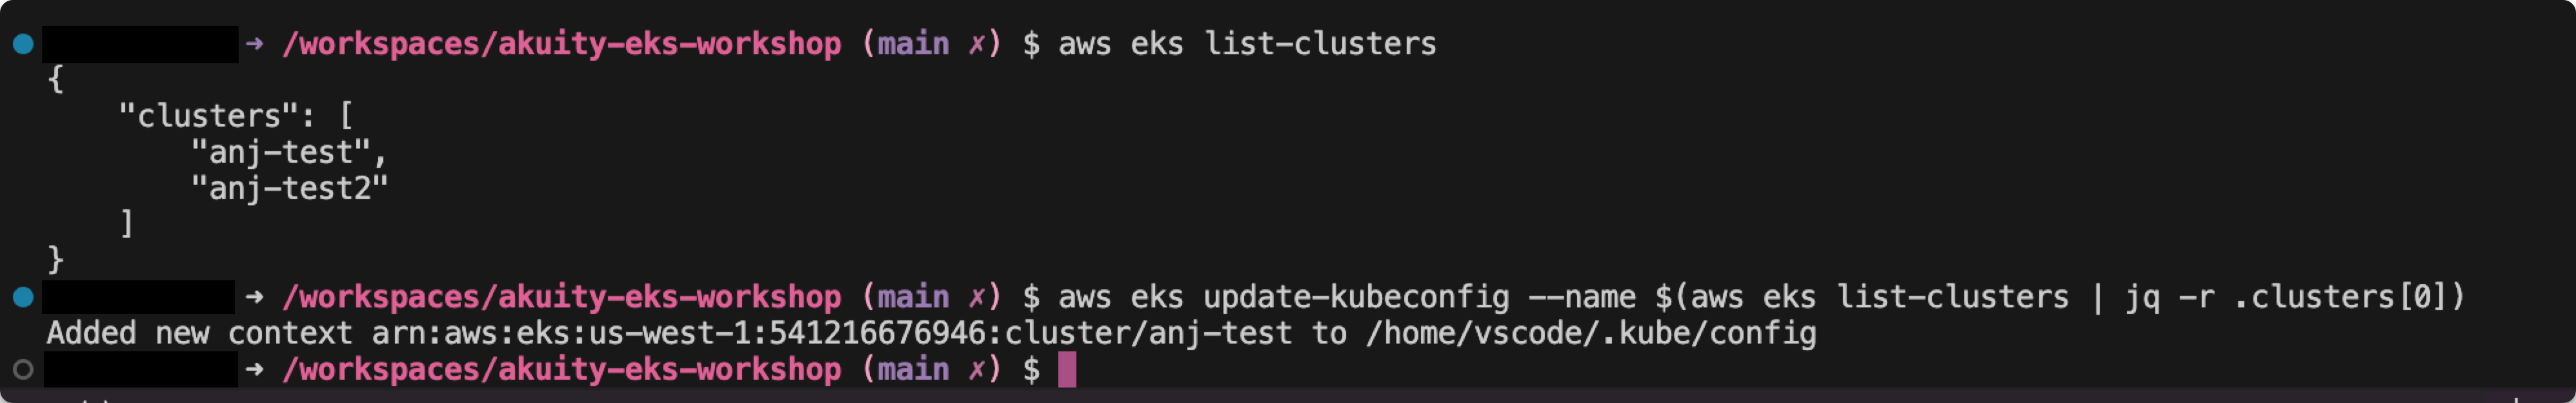 → /workspaces/akuity-eks-workshop (main ✗) $ aws eks list-clusters
{
    "clusters": [
        "anj-test",
        "anj-test2"
    ]
}
→ /workspaces/akuity-eks-workshop (main ✗) $ aws eks update-kubeconfig --name $(aws eks list-clusters | jq -r .clusters[0])
Added new context arn:aws:eks:us-west-1:541216676946:cluster/anj-test to /home/vscode/.kube/config
→ /workspaces/akuity-eks-workshop (main ✗) $